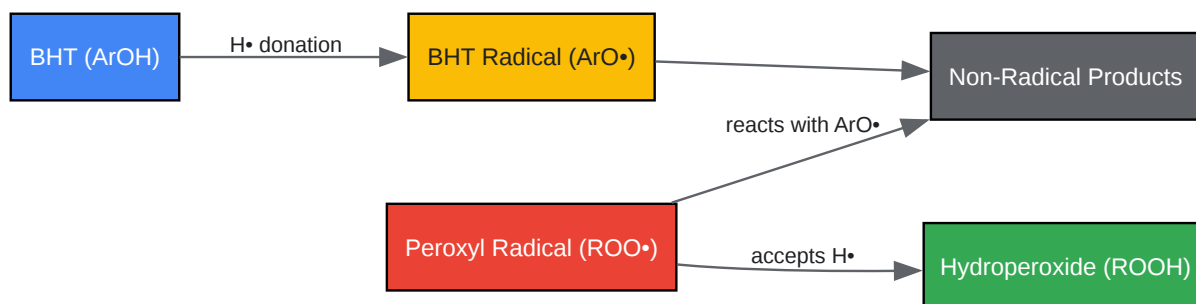 BHT (ArOH)
H• donation
BHT Radical (ArO•)
Non-Radical Products
reacts with ArO•
Peroxyl Radical (ROO•)
accepts H•
Hydroperoxide (ROOH)